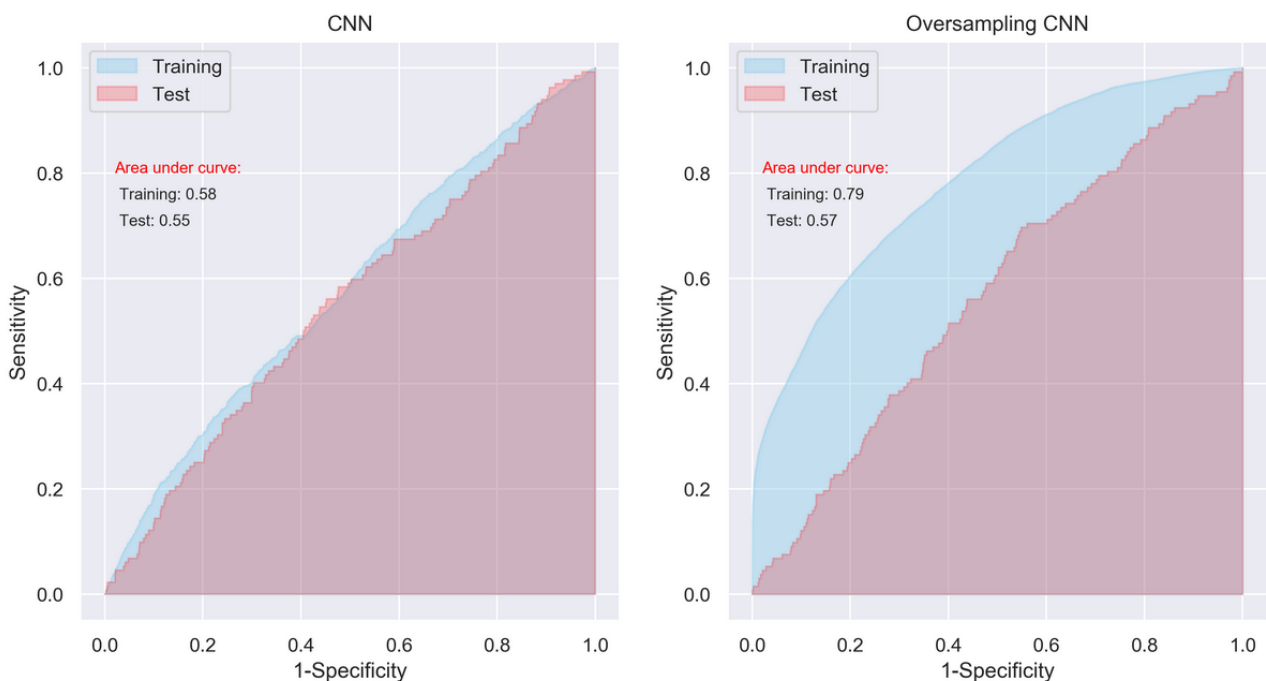 CNN
Training
Test
Area under curve:
Training: 0.58
Test: 0.55
1.0
0.8
0.6
0.4
0.2
0.0
Sensitivity
0.0 0.2 0.4 0.6 0.8 1.0
1-Specificity
Oversampling CNN
Training
Test
Area under curve:
Training: 0.79
Test: 0.57
1.0
0.8
0.6
0.4
0.2
0.0
Sensitivity
0.0 0.2 0.4 0.6 0.8 1.0
1-Specificity